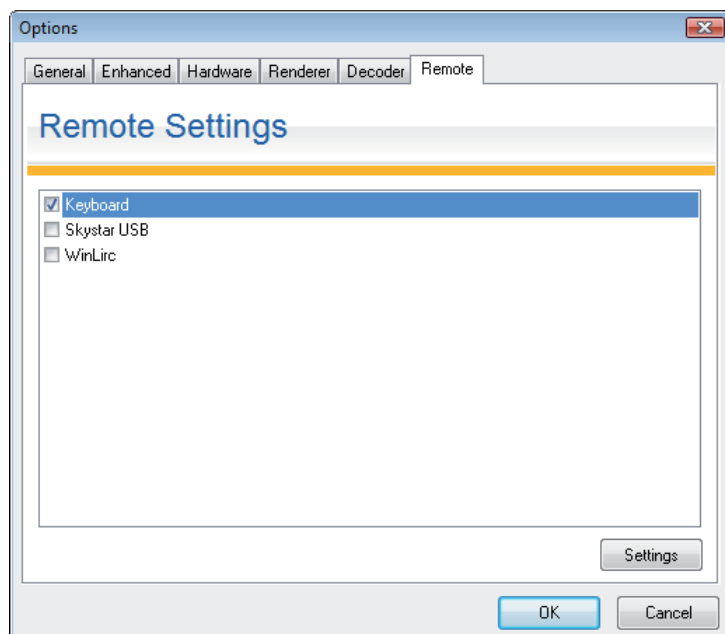 Options
General Enhanced Hardware Renderer Decoder Remote
Remote Settings
Keyboard
Skystar USB
WinLirc
Settings
OK Cancel